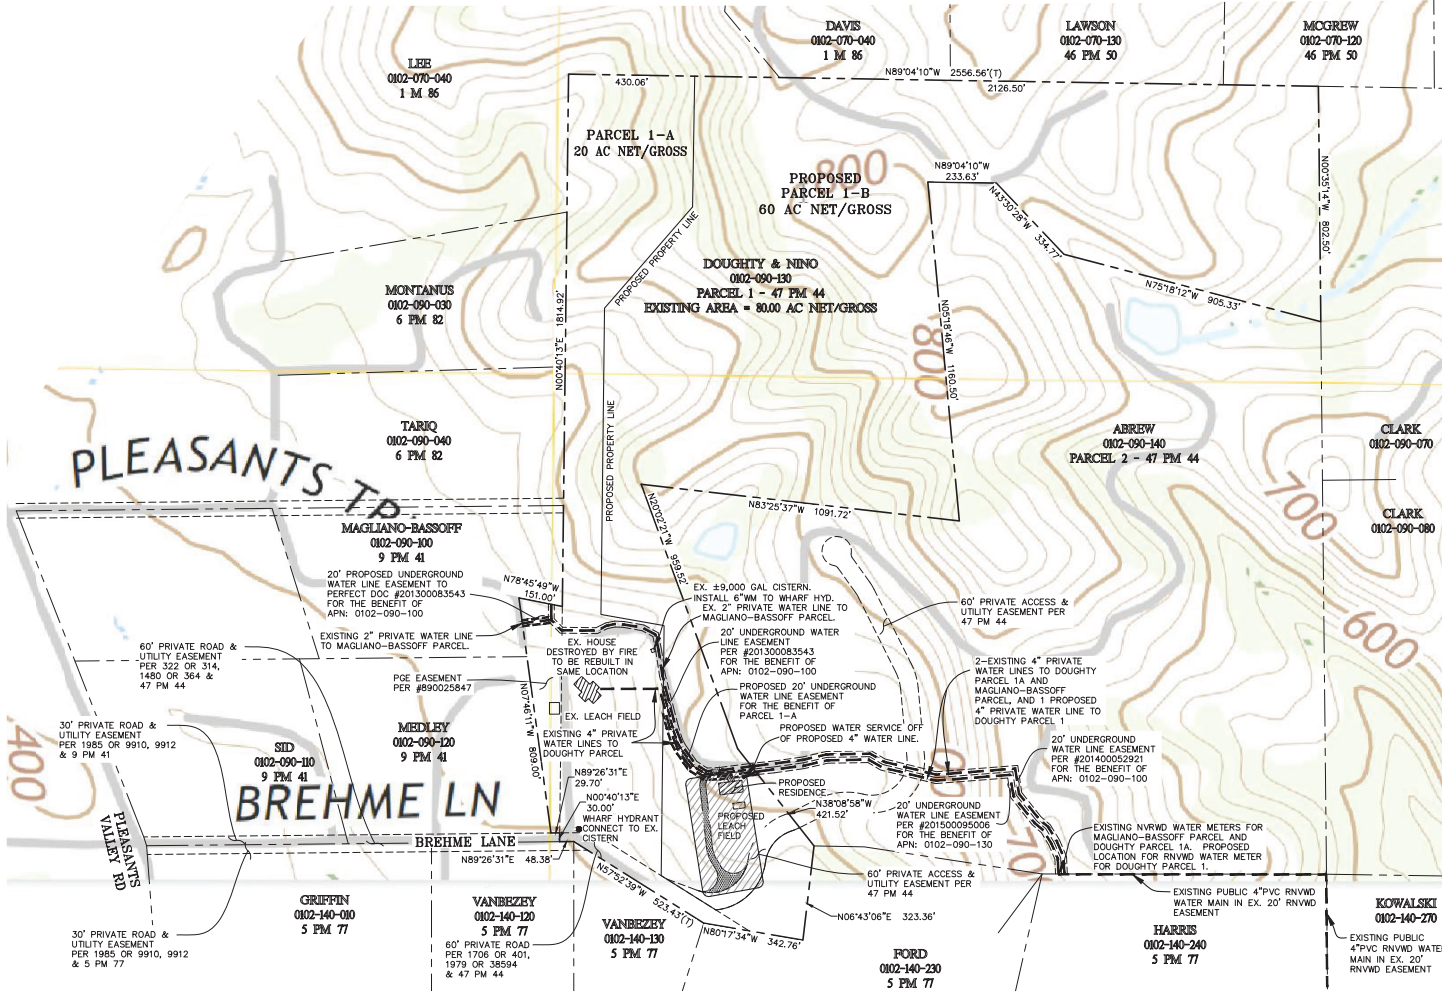 DAVIS
0102-070-040
1 M 86
LAWSON
0102-070-130
46 PM 50
MCGREW
0102-070-120
46 PM 50
LEE
0102-070-040
1 M 86
430.06'
N89°04'10"W 2556.56'(T)
2126.50'
PARCEL 1-A
20 AC NET/GROSS
800
PROPOSED
PARCEL 1-B
60 AC NET/GROSS
N89°04'10"W
233.63'
N43°30'28"W 334.77'
N00°35'14"W 802.50'
PROPOSED PROPERTY LINE
DOUGHTY & NINO
0102-090-130
PARCEL 1 - 47 PM 44
EXISTING AREA = 80.00 AC NET/GROSS
N75°18'12"W 905.33'
MONTANUS
0102-090-030
6 PM 82
N00°40'13"E 1814.92'
N05°18'46"W 1160.50'
800
PROPOSED PROPERTY LINE
TARIQ
0102-090-040
6 PM 82
ABREW
0102-090-140
PARCEL 2 - 47 PM 44
CLARK
0102-090-070
PLEASANTS TR.
N20°02'21"W 959.52'
N83°25'37"W 1091.72'
700
CLARK
0102-090-080
MAGLIANO-BASSOFF
0102-090-100
9 PM 41
20' PROPOSED UNDERGROUND
WATER LINE EASEMENT TO
PERFECT DOC #201300083543
FOR THE BENEFIT OF
APN: 0102-090-100
N78°45'49"W
151.00'
EX. ±9,000 GAL CISTERN.
INSTALL 6"WM TO WHARF HYD.
EX. 2" PRIVATE WATER LINE TO
MAGLIANO-BASSOFF PARCEL.
60' PRIVATE ACCESS &
UTILITY EASEMENT PER
47 PM 44
600
EXISTING 2" PRIVATE WATER LINE
TO MAGLIANO-BASSOFF PARCEL.
EX. HOUSE
DESTROYED BY FIRE
TO BE REBUILT IN
SAME LOCATION
20' UNDERGROUND WATER
LINE EASEMENT
PER #201300083543
FOR THE BENEFIT OF
APN: 0102-090-100
60' PRIVATE ROAD &
UTILITY EASEMENT
PER 322 OR 314,
1480 OR 364 &
47 PM 44
PGE EASEMENT
PER #890025847
2-EXISTING 4" PRIVATE
WATER LINES TO DOUGHTY
PARCEL 1A AND
MAGLIANO-BASSOFF
PARCEL, AND 1 PROPOSED
4" PRIVATE WATER LINE TO
DOUGHTY PARCEL 1
PROPOSED 20' UNDERGROUND
WATER LINE EASEMENT
FOR THE BENEFIT OF
PARCEL 1-A
EX. LEACH FIELD
N07°46'11"W 809.00'
EXISTING 4" PRIVATE
WATER LINES TO
DOUGHTY PARCEL
PROPOSED WATER SERVICE OFF
OF PROPOSED 4" WATER LINE.
30' PRIVATE ROAD &
UTILITY EASEMENT
PER 1985 OR 9910, 9912
& 9 PM 41
400
SID
0102-090-110
9 PM 41
MEDLEY
0102-090-120
9 PM 41
20' UNDERGROUND
WATER LINE EASEMENT
PER #201400052921
FOR THE BENEFIT OF
APN: 0102-090-100
BREHME LN
N89°26'31"E
29.70'
N00°40'13"E
30.00'
WHARF HYDRANT
CONNECT TO EX.
CISTERN
PROPOSED
RESIDENCE
PROPOSED
LEACH
FIELD
N38°08'58"W
421.52'
20' UNDERGROUND
WATER LINE EASEMENT
PER #201500095006
FOR THE BENEFIT OF
APN: 0102-090-130
EXISTING NVRWD WATER METERS FOR
MAGLIANO-BASSOFF PARCEL AND
DOUGHTY PARCEL 1A. PROPOSED
LOCATION FOR RNVWD WATER METER
FOR DOUGHTY PARCEL 1.
PLEASANTS
VALLEY RD
BREHME LANE
N89°26'31"E 48.38'
N57°52'39"W 523.43'(T)
60' PRIVATE ACCESS &
UTILITY EASEMENT PER
47 PM 44
EXISTING PUBLIC 4"PVC RNVWD
WATER MAIN IN EX. 20' RNVWD
EASEMENT
N06°43'06"E 323.36'
N80°17'34"W 342.76'
GRIFFIN
0102-140-010
5 PM 77
VANBEZEY
0102-140-120
5 PM 77
VANBEZEY
0102-140-130
5 PM 77
FORD
0102-140-230
5 PM 77
HARRIS
0102-140-240
5 PM 77
KOWALSKI
0102-140-270
30' PRIVATE ROAD &
UTILITY EASEMENT
PER 1985 OR 9910, 9912
& 5 PM 77
60' PRIVATE ROAD
PER 1706 OR 401,
1979 OR 38594
& 47 PM 44
EXISTING PUBLIC
4"PVC RNVWD WATE
MAIN IN EX. 20'
RNVWD EASEMENT